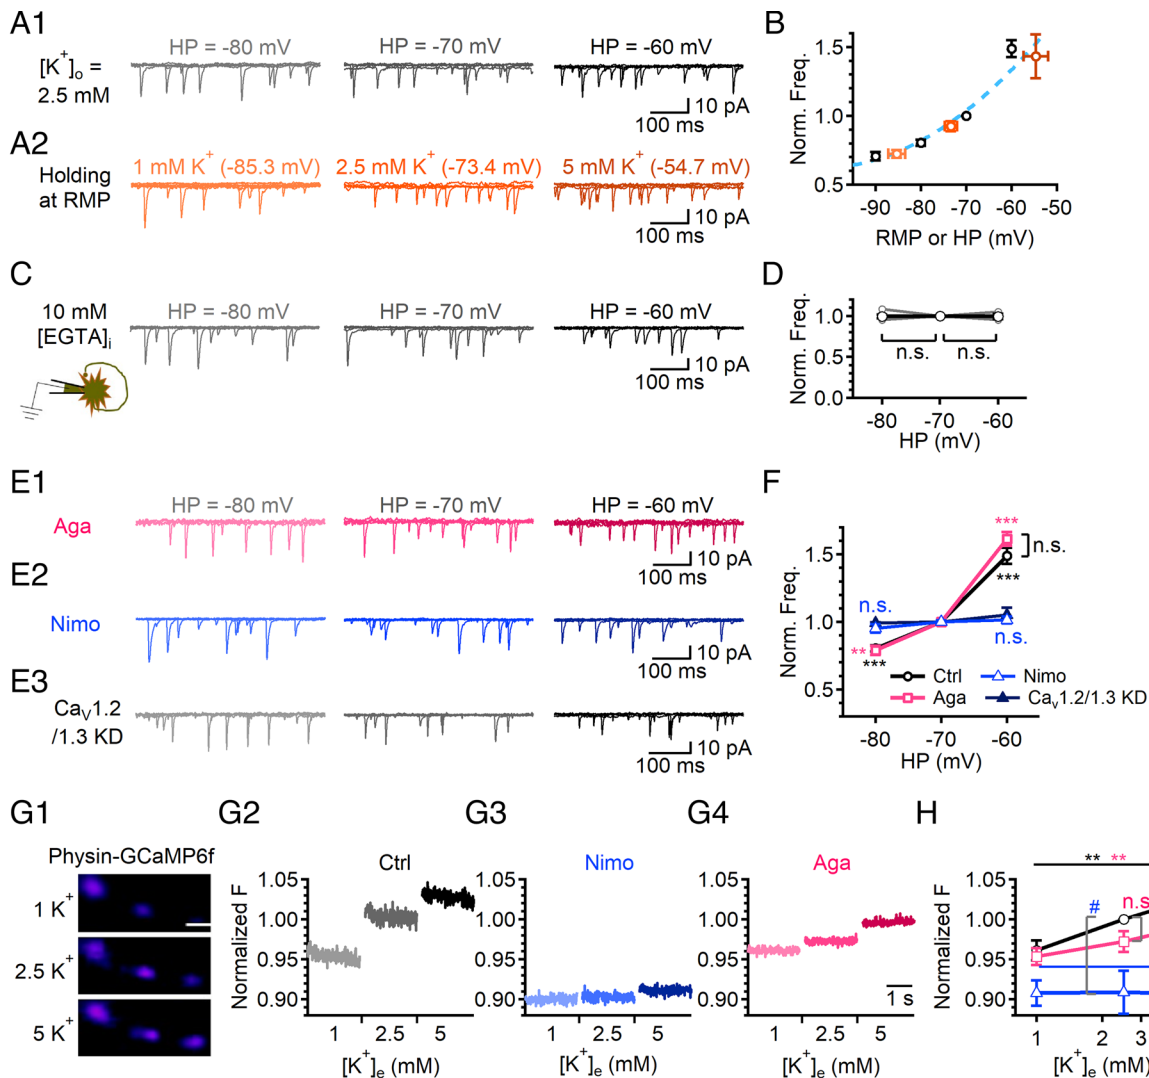 A1
[K⁺]ₒ =
2.5 mM
HP = -80 mV
HP = -70 mV
HP = -60 mV
10 pA
100 ms
A2
Holding
at RMP
1 mM K⁺ (-85.3 mV)
2.5 mM K⁺ (-73.4 mV)
5 mM K⁺ (-54.7 mV)
10 pA
100 ms
B
Norm. Freq.
1.5
1.0
0.5
-90 -80 -70 -60 -50
RMP or HP (mV)
C
10 mM
[EGTA]ᵢ
HP = -80 mV
HP = -70 mV
HP = -60 mV
10 pA
100 ms
D
Norm. Freq.
1.0
0.5
0.0
n.s. n.s.
-80 -70 -60
HP (mV)
E1
Aga
HP = -80 mV
HP = -70 mV
HP = -60 mV
10 pA
100 ms
E2
Nimo
10 pA
100 ms
E3
Caᵥ1.2
/1.3 KD
10 pA
100 ms
F
Norm. Freq.
1.5
1.0
0.5
***
n.s.
***
n.s.
n.s.
**
***
Ctrl
Nimo
Aga
Caᵥ1.2/1.3 KD
-80 -70 -60
HP (mV)
G1
Physin-GCaMP6f
1 K⁺
2.5 K⁺
5 K⁺
G2
Ctrl
Normalized F
1.05
1.00
0.95
0.90
1 2.5 5
[K⁺]ₑ (mM)
G3
Nimo
Normalized F
1.05
1.00
0.95
0.90
1 2.5 5
[K⁺]ₑ (mM)
G4
Aga
Normalized F
1.05
1.00
0.95
0.90
1 s
1 2.5 5
[K⁺]ₑ (mM)
H
Normalized F
1.05
1.00
0.95
0.90
** **
#
n.s
1 2 3
[K⁺]ₑ (mM)